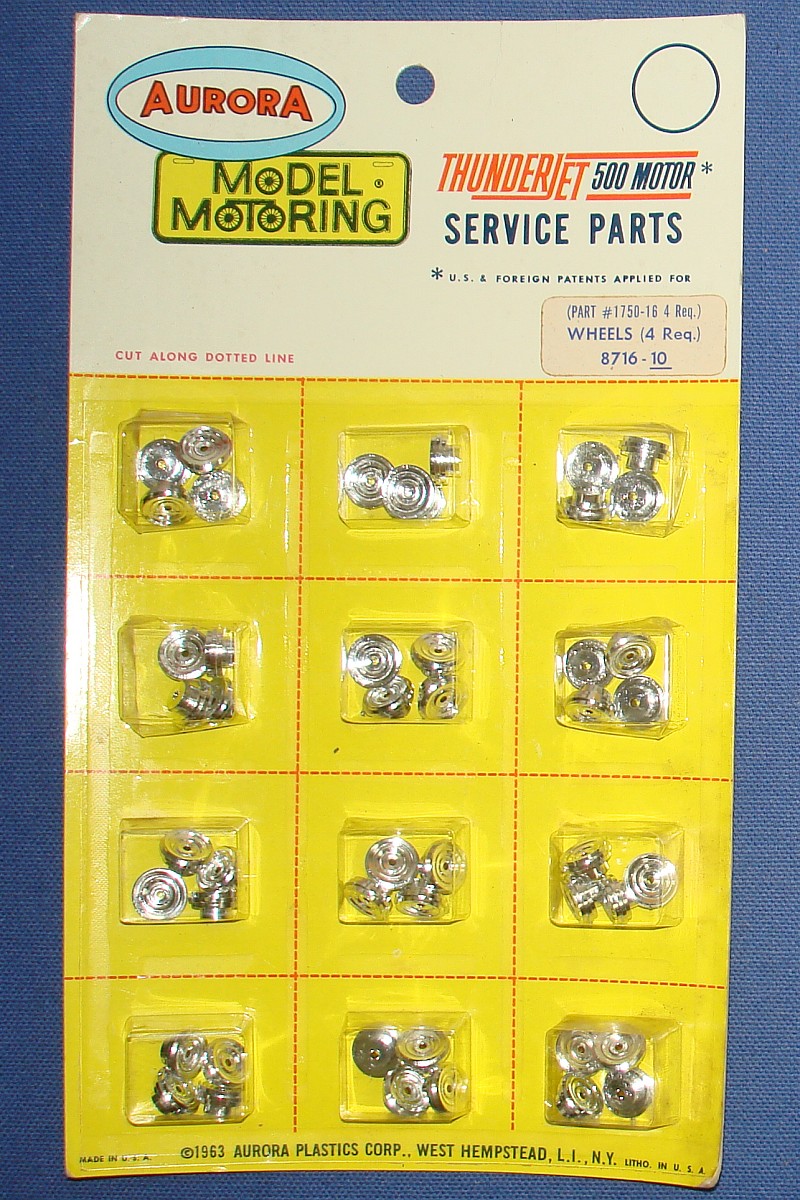 AURORA
MODEL
MOTORING ®
THUNDERJET 500 MOTOR*
SERVICE PARTS
* U.S. & FOREIGN PATENTS APPLIED FOR
(PART #1750-16 4 Req.)
WHEELS (4 Req.)
8716-10
CUT ALONG DOTTED LINE
MADE IN U.S.A.
©1963 AURORA PLASTICS CORP., WEST HEMPSTEAD, L.I., N.Y.
LITHO. IN U.S.A.